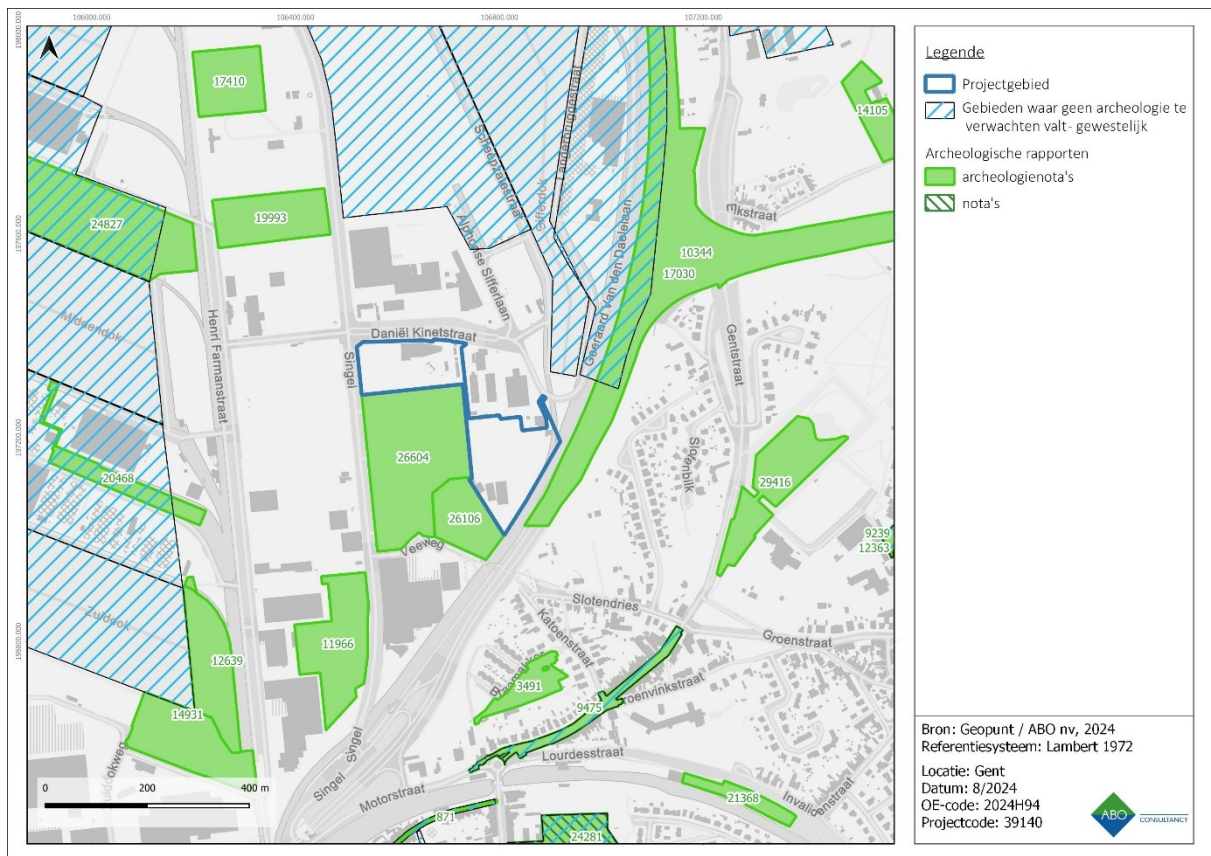 106000.000
106400.000
106800.000
107200.000
198000.000
197600.000
197200.000
196800.000
17410
14105
19993
24827
10344
17030
Scheepzatestraat
Sifferdok
Alphonse Sifferlaan
Geeraard Van den Daelelaan
Middendok
Henri Farmanstraat
Daniël Kinetstraat
Singel
Gentstraat
26604
20468
29416
26106
Veeweg
9239
12363
Slotendries
Katoenstraat
Groenstraat
Zuiddok
12639
11966
3491
9475
14931
Lourdesstraat
Singel
Singel
Motorstraat
21368
871
24281
0 200 400 m
Legende
Projectgebied
Gebieden waar geen archeologie te
verwachten valt - gewestelijk
Archeologische rapporten
archeologienota's
nota's
Bron: Geopunt / ABO nv, 2024
Referentiesysteem: Lambert 1972
Locatie: Gent
Datum: 8/2024
OE-code: 2024H94
Projectcode: 39140
ABO
CONSULTANCY